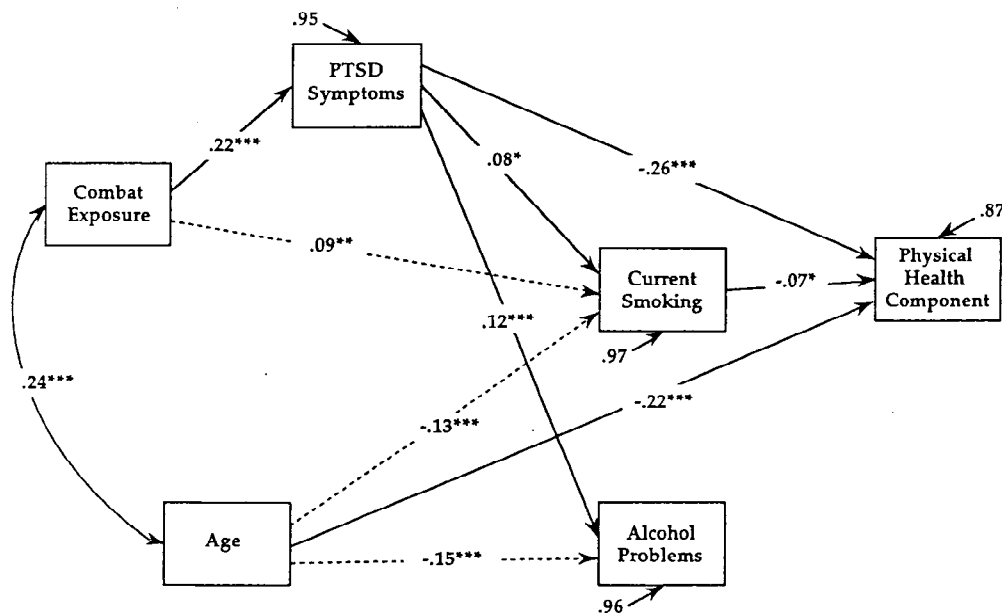 .95
PTSD
Symptoms
.22***
.08*
-.26***
Combat
Exposure
.87
.09**
Physical
Health
Component
Current
Smoking
-.07*
.12***
.97
.24***
-.22***
-.13***
Age
Alcohol
Problems
-.15***
.96